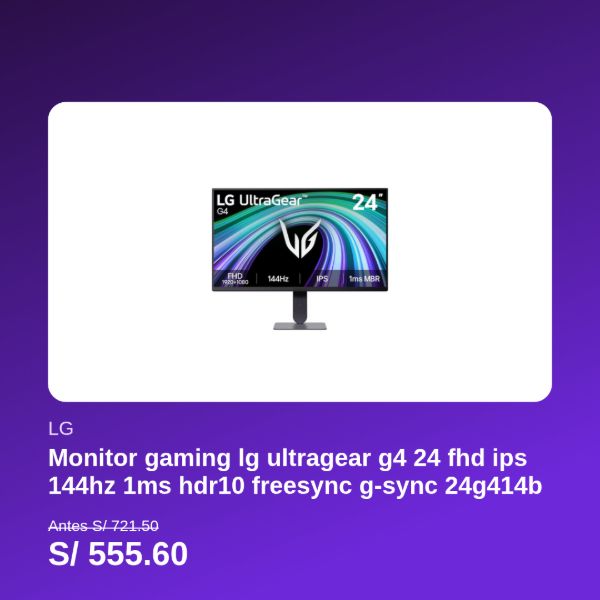 LG UltraGear™
G4
24"
FHD
1920×1080
144Hz
IPS
1ms MBR
LG
Monitor gaming lg ultragear g4 24 fhd ips
144hz 1ms hdr10 freesync g-sync 24g414b
Antes S/ 721.50
S/ 555.60